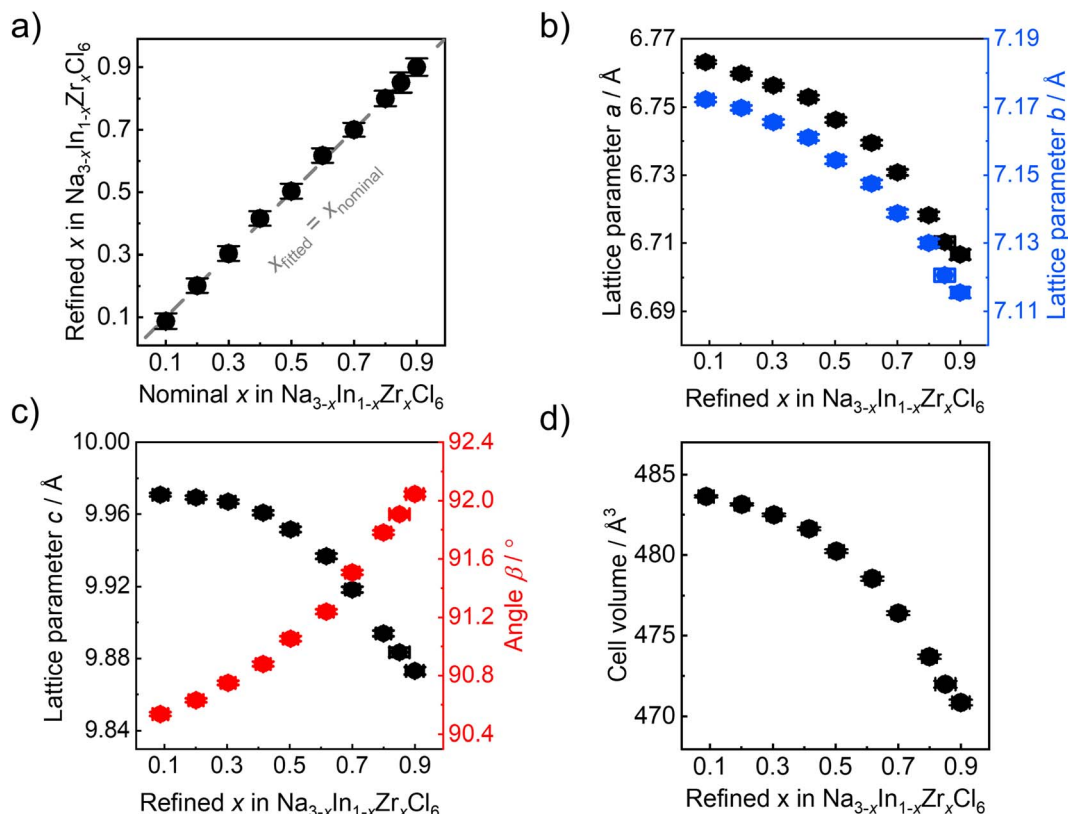 a)
Refined x in Na3-xIn1-xZrxCl6
0.9
0.7
0.5
0.3
0.1
xfitted = xnominal
0.1 0.3 0.5 0.7 0.9
Nominal x in Na3-xIn1-xZrxCl6
b)
Lattice parameter a / Å
6.77
6.75
6.73
6.71
6.69
7.19
7.17
7.15
7.13
7.11
Lattice parameter b / Å
0.1 0.3 0.5 0.7 0.9
Refined x in Na3-xIn1-xZrxCl6
c)
Lattice parameter c / Å
10.00
9.96
9.92
9.88
9.84
92.4
92.0
91.6
91.2
90.8
90.4
Angle β / °
0.1 0.3 0.5 0.7 0.9
Refined x in Na3-xIn1-xZrxCl6
d)
Cell volume / Å3
485
480
475
470
0.1 0.3 0.5 0.7 0.9
Refined x in Na3-xIn1-xZrxCl6